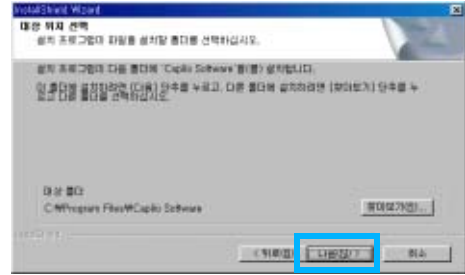 InstallShield Wizard
대상 위치 선택
설치 프로그램이 파일을 설치할 폴더를 선택하십시오.
설치 프로그램이 다음 폴더에 'Caplio Software'을(를) 설치합니다.
이 폴더에 설치하려면 [다음] 단추를 누르고, 다른 폴더에 설치하려면 [찾아보기] 단추를 누
르고 다른 폴더를 선택하십시오.
대상 폴더
C:₩Program Files₩Caplio Software
찾아보기(R)...
InstallShield
< 뒤로(B)
다음(N) >
취소